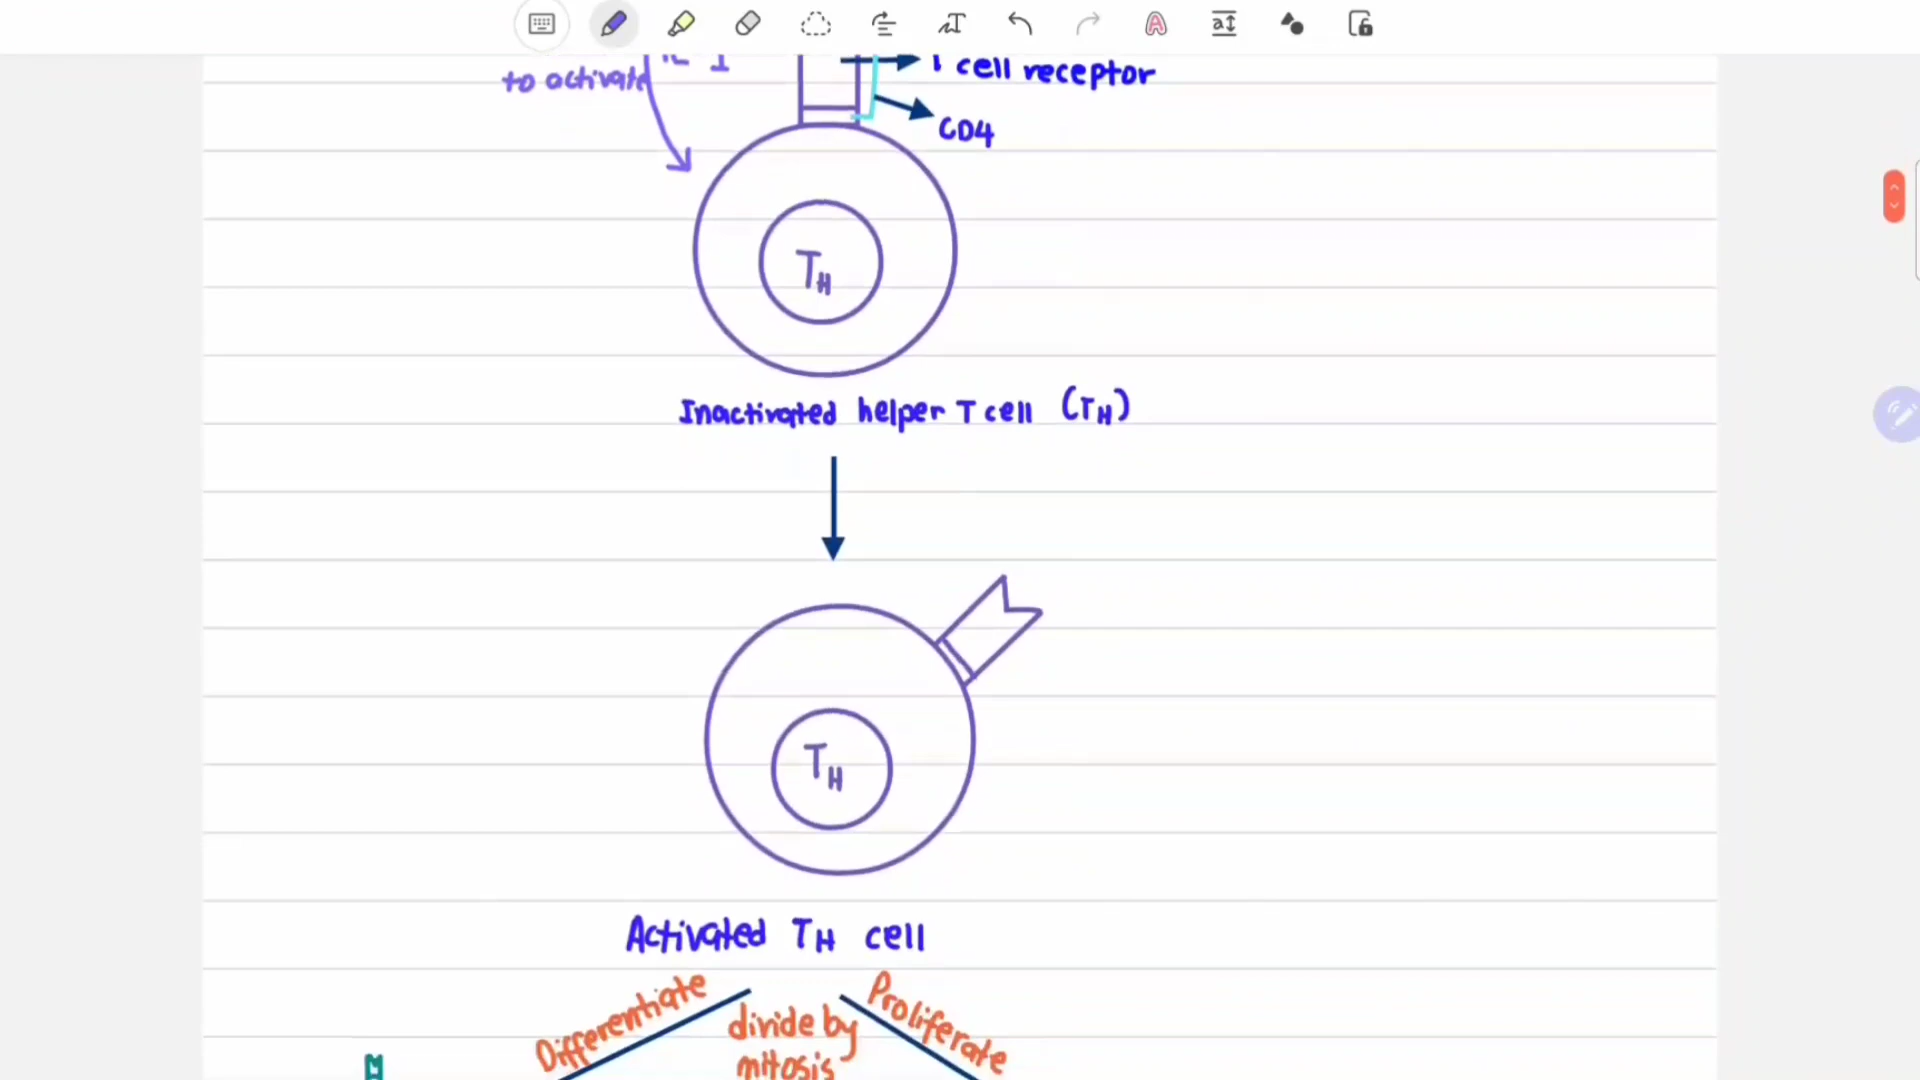 to activate
T cell receptor
CD4
TH
Inactivated helper T cell (TH)
TH
Activated TH cell
Differentiate
divide by
mitosis
Proliferate